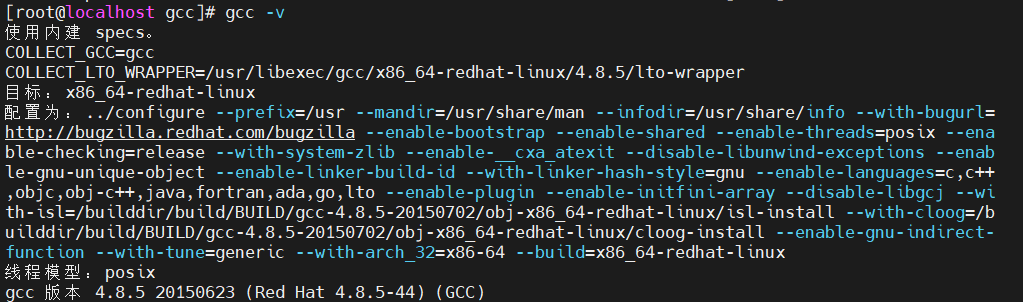 [root@localhost gcc]# gcc -v
使用内建 specs。
COLLECT_GCC=gcc
COLLECT_LTO_WRAPPER=/usr/libexec/gcc/x86_64-redhat-linux/4.8.5/lto-wrapper
目标：x86_64-redhat-linux
配置为：../configure --prefix=/usr --mandir=/usr/share/man --infodir=/usr/share/info --with-bugurl=
http://bugzilla.redhat.com/bugzilla --enable-bootstrap --enable-shared --enable-threads=posix --ena
ble-checking=release --with-system-zlib --enable-__cxa_atexit --disable-libunwind-exceptions --enab
le-gnu-unique-object --enable-linker-build-id --with-linker-hash-style=gnu --enable-languages=c,c++
,objc,obj-c++,java,fortran,ada,go,lto --enable-plugin --enable-initfini-array --disable-libgcj --wi
th-isl=/builddir/build/BUILD/gcc-4.8.5-20150702/obj-x86_64-redhat-linux/isl-install --with-cloog=/b
uilddir/build/BUILD/gcc-4.8.5-20150702/obj-x86_64-redhat-linux/cloog-install --enable-gnu-indirect-
function --with-tune=generic --with-arch_32=x86-64 --build=x86_64-redhat-linux
线程模型：posix
gcc 版本 4.8.5 20150623 (Red Hat 4.8.5-44) (GCC)